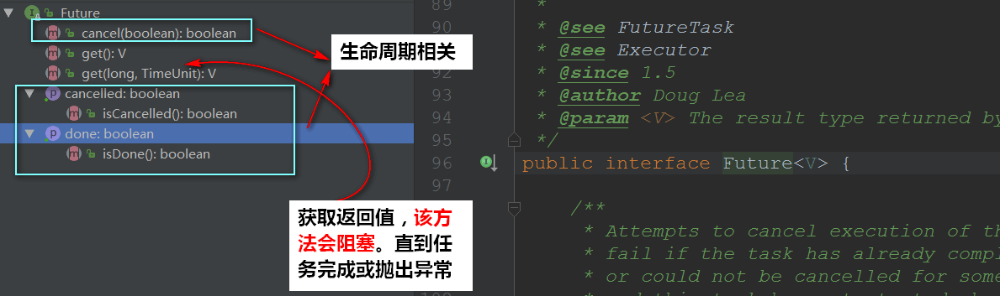 Future
cancel(boolean): boolean
get(): V
get(long, TimeUnit): V
cancelled: boolean
isCancelled(): boolean
done: boolean
isDone(): boolean
生命周期相关
获取返回值，该方
法会阻塞。直到任
务完成或抛出异常
89 *
90 * @see FutureTask
* @see Executor
92 * @since 1.5
93 * @author Doug Lea
94 * @param <V> The result type returned by
95 */
96 public interface Future<V> {
97
/**
* Attempts to cancel execution of th
* fail if the task has already compl
* or could not be cancelled for some